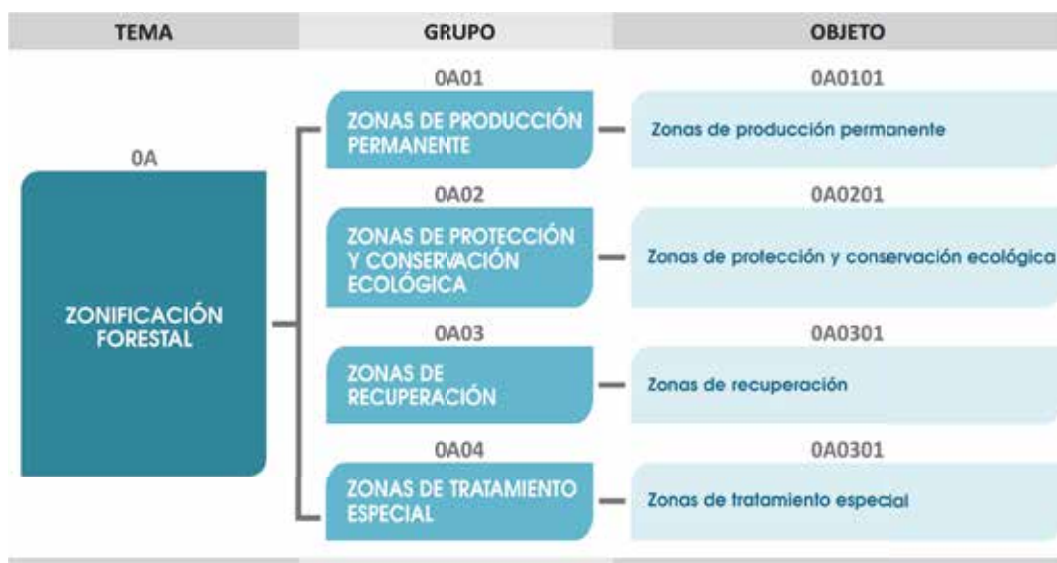 TEMA
GRUPO
OBJETO
0A
ZONIFICACIÓN
FORESTAL
0A01
ZONAS DE PRODUCCIÓN
PERMANENTE
0A0101
Zonas de producción permanente
0A02
ZONAS DE PROTECCIÓN
Y CONSERVACIÓN
ECOLÓGICA
0A0201
Zonas de protección y conservación ecológica
0A03
ZONAS DE
RECUPERACIÓN
0A0301
Zonas de recuperación
0A04
ZONAS DE TRATAMIENTO
ESPECIAL
0A0301
Zonas de tratamiento especial